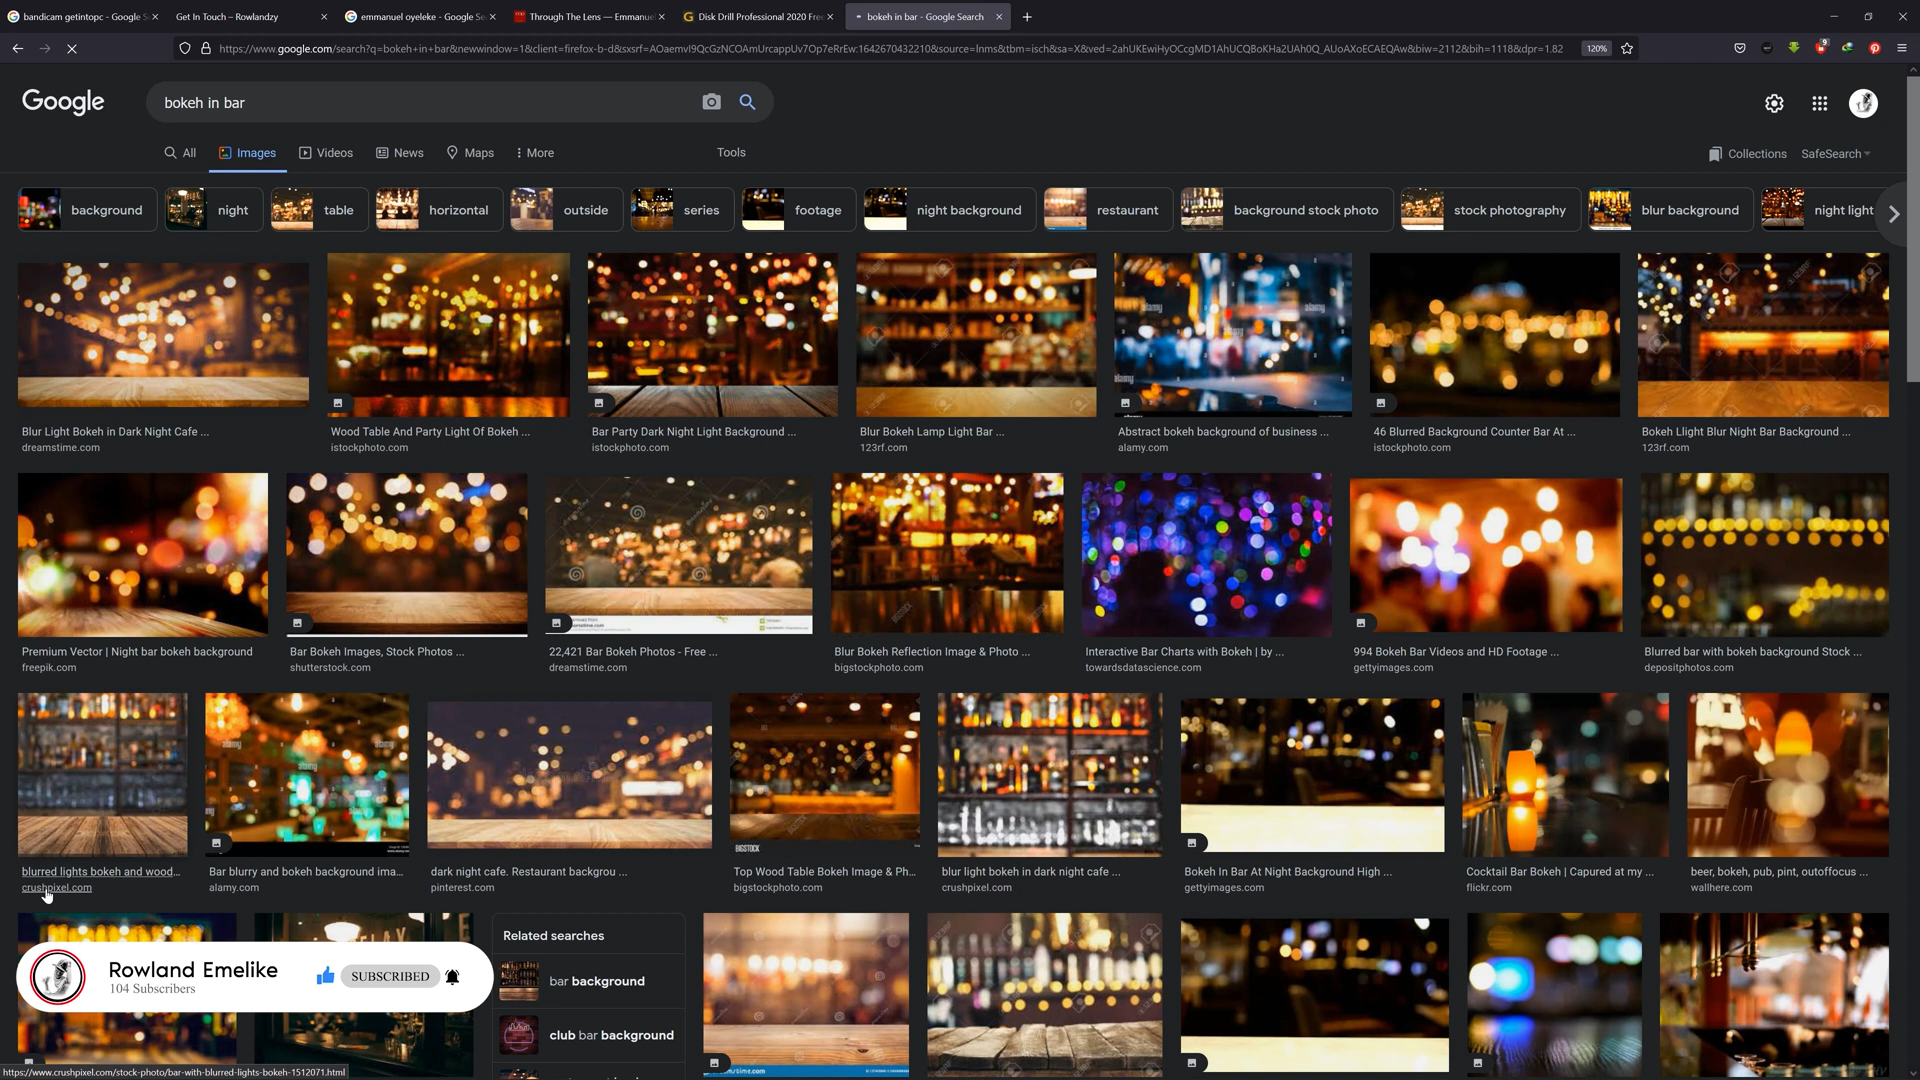 bandicam getintopc - Google S
Get In Touch – Rowlandzy
emmanuel oyeleke - Google Se
Through The Lens — Emmanue
Disk Drill Professional 2020 Fre
bokeh in bar - Google Search
120%
9
Google
bokeh in bar
All
Images
Videos
News
Maps
More
Tools
Collections
SafeSearch
background
night
table
horizontal
outside
series
footage
night background
restaurant
background stock photo
stock photography
blur background
night light
Blur Light Bokeh in Dark Night Cafe ...
dreamstime.com
Wood Table And Party Light Of Bokeh ...
istockphoto.com
Bar Party Dark Night Light Background ...
istockphoto.com
Blur Bokeh Lamp Light Bar ...
123rf.com
Abstract bokeh background of business ...
alamy.com
46 Blurred Background Counter Bar At ...
istockphoto.com
Bokeh Llight Blur Night Bar Background ...
123rf.com
Premium Vector | Night bar bokeh background
freepik.com
Bar Bokeh Images, Stock Photos ...
shutterstock.com
22,421 Bar Bokeh Photos - Free ...
dreamstime.com
Blur Bokeh Reflection Image & Photo ...
bigstockphoto.com
Interactive Bar Charts with Bokeh | by ...
towardsdatascience.com
994 Bokeh Bar Videos and HD Footage ...
gettyimages.com
Blurred bar with bokeh background Stock ...
depositphotos.com
BIGSTOCK
blurred lights bokeh and wood...
crushpixel.com
Bar blurry and bokeh background ima...
alamy.com
dark night cafe. Restaurant backgrou ...
pinterest.com
Top Wood Table Bokeh Image & Ph...
bigstockphoto.com
blur light bokeh in dark night cafe ...
crushpixel.com
Bokeh In Bar At Night Background High ...
gettyimages.com
Cocktail Bar Bokeh | Capured at my ...
flickr.com
beer, bokeh, pub, pint, outoffocus ...
wallhere.com
Related searches
bar background
club bar background
Rowland Emelike
104 Subscribers
SUBSCRIBED
https://www.crushpixel.com/stock-photo/bar-with-blurred-lights-bokeh-1512071.html